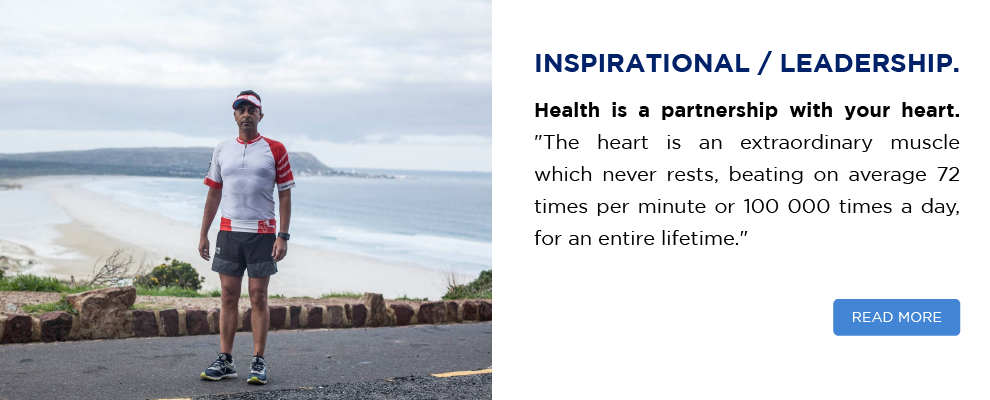 INSPIRATIONAL / LEADERSHIP.
Health is a partnership with your heart.
"The heart is an extraordinary muscle
which never rests, beating on average 72
times per minute or 100 000 times a day,
for an entire lifetime."
READ MORE